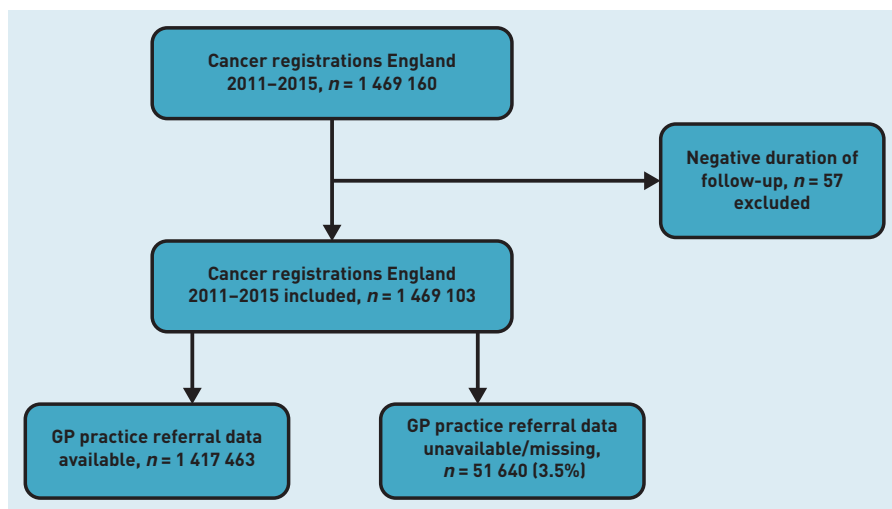 Cancer registrations England
2011–2015, n = 1 469 160
Negative duration of
follow-up, n = 57
excluded
Cancer registrations England
2011–2015 included, n = 1 469 103
GP practice referral data
available, n = 1 417 463
GP practice referral data
unavailable/missing,
n = 51 640 (3.5%)